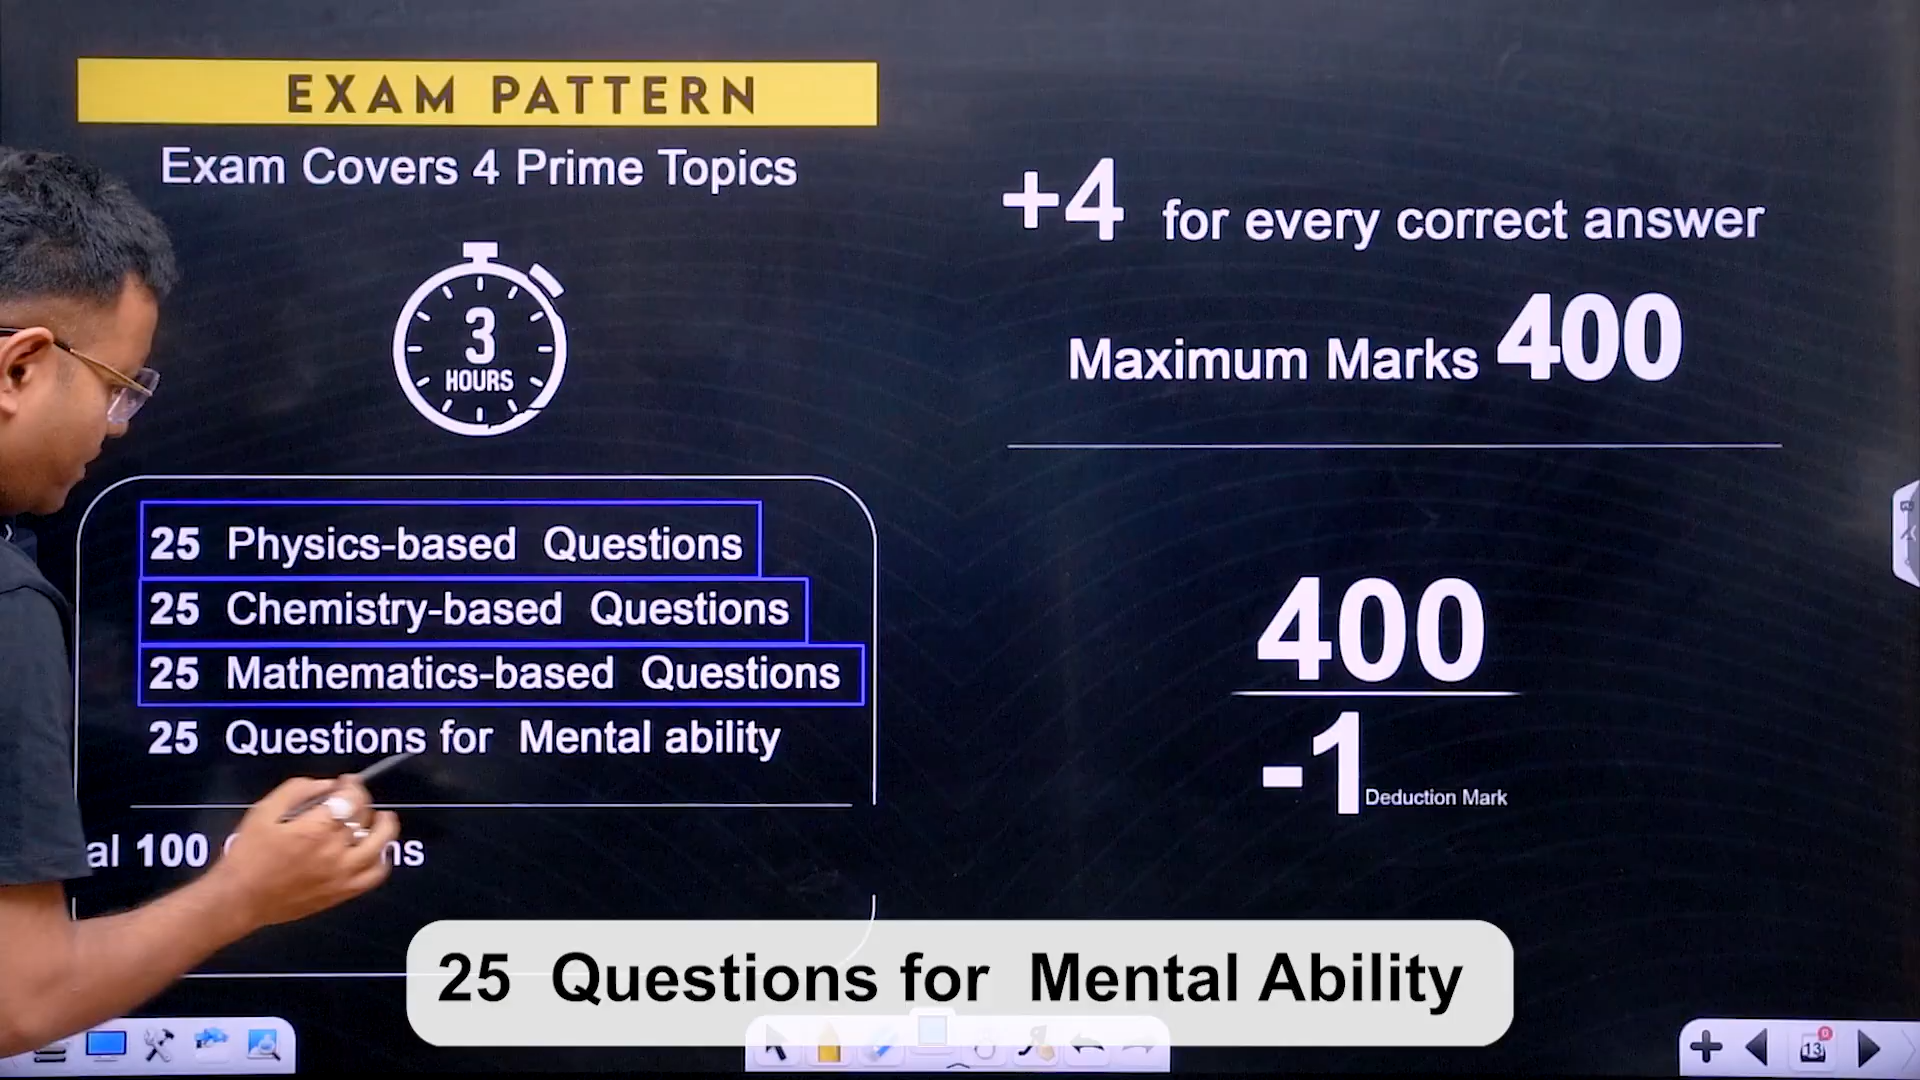 EXAM PATTERN
Exam Covers 4 Prime Topics
3
HOURS
25 Physics-based Questions
25 Chemistry-based Questions
25 Mathematics-based Questions
25 Questions for Mental ability
100
+4 for every correct answer
Maximum Marks 400
400
-1 Deduction Mark
25 Questions for Mental Ability
13